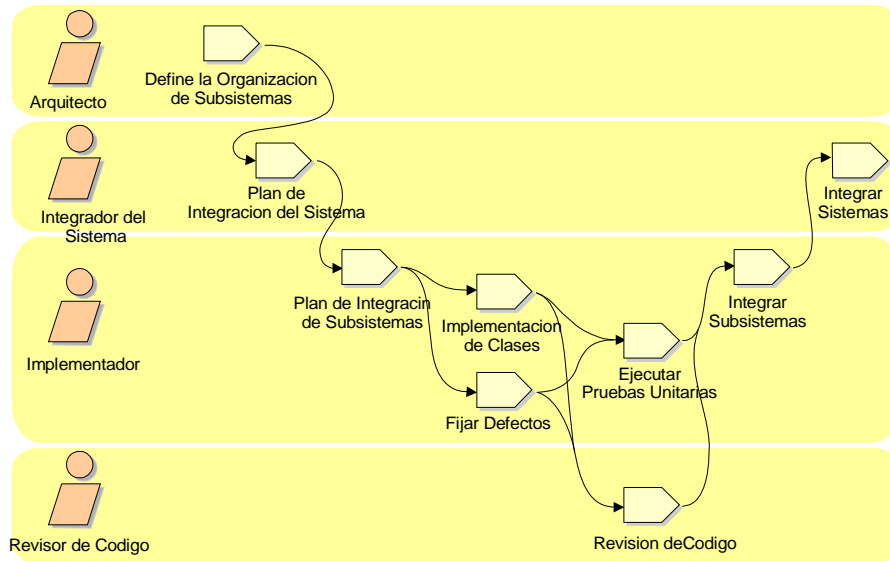 Define la Organizacion
de Subsistemas
Arquitecto
Plan de
Integracion del Sistema
Integrar
Sistemas
Integrador del
Sistema
Plan de Integracin
de Subsistemas
Implementacion
de Clases
Integrar
Subsistemas
Implementador
Ejecutar
Pruebas Unitarias
Fijar Defectos
Revisor de Codigo
Revision deCodigo